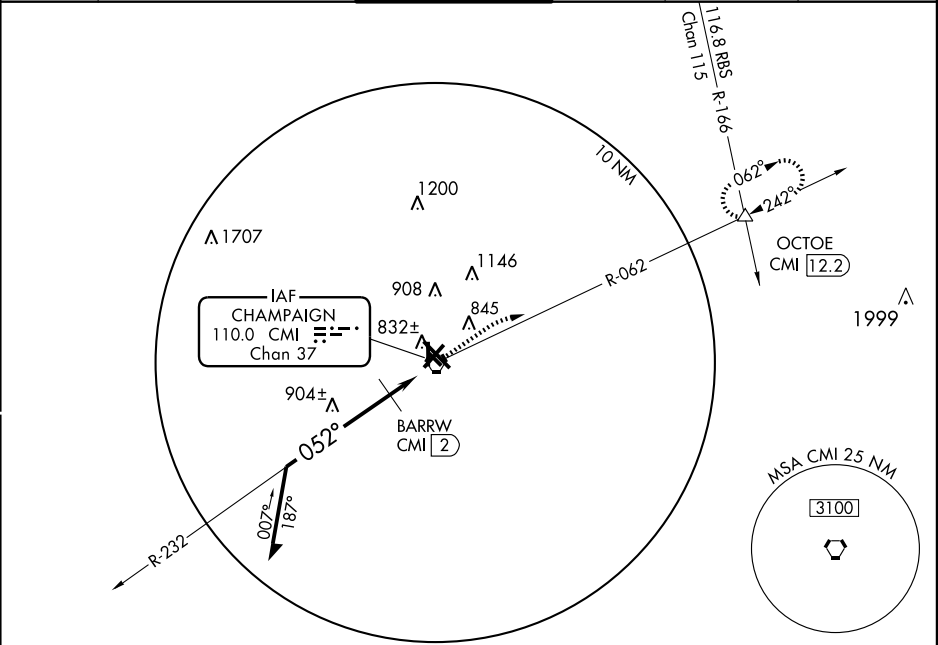 116.8 RBS
Chan 115
R-166
10 NM
062°
242°
1200
1707
OCTOE
CMI 12.2
1146
R-062
908
1999
IAF
CHAMPAIGN
110.0 CMI
Chan 37
845
832±
904±
BARRW
CMI 2
052°
MSA CMI 25 NM
3100
007°
187°
R-232